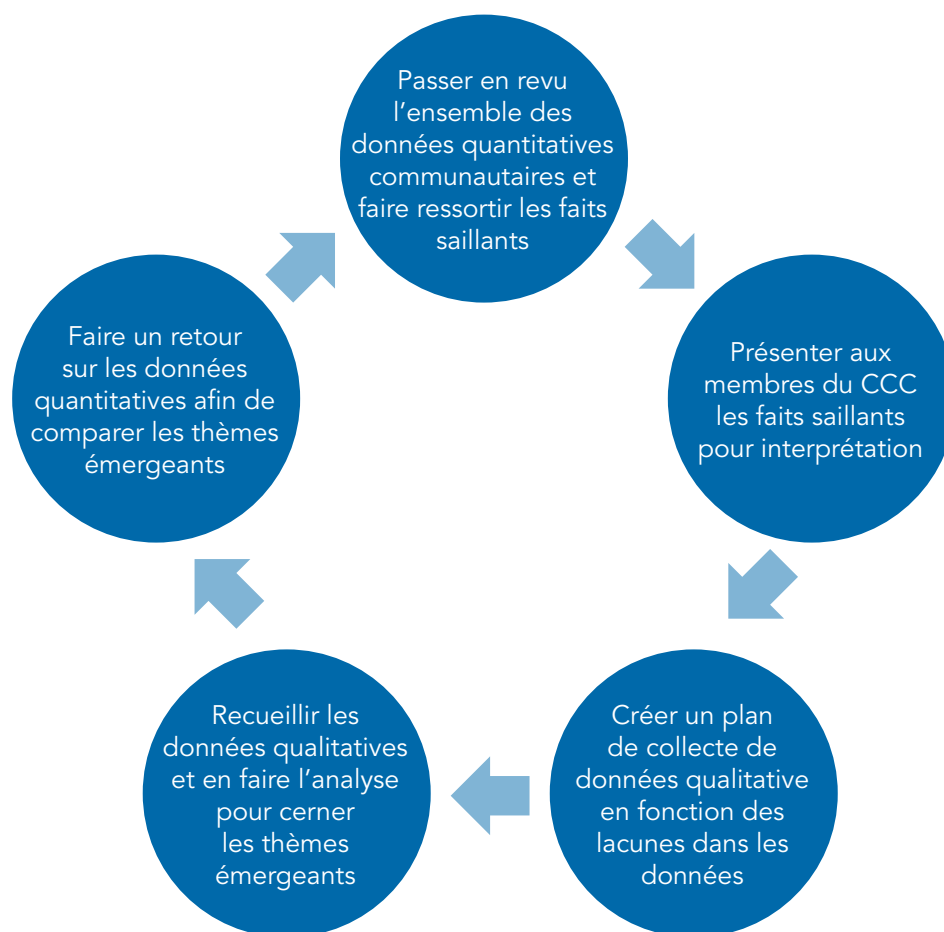 Passer en revu
l’ensemble des
données quantitatives
communautaires et
faire ressortir les faits
saillants
Présenter aux
membres du CCC
les faits saillants
pour interprétation
Créer un plan
de collecte de
données qualitative
en fonction des
lacunes dans les
données
Recueillir les
données qualitatives
et en faire l’analyse
pour cerner
les thèmes
émergeants
Faire un retour
sur les données
quantitatives afin de
comparer les thèmes
émergeants